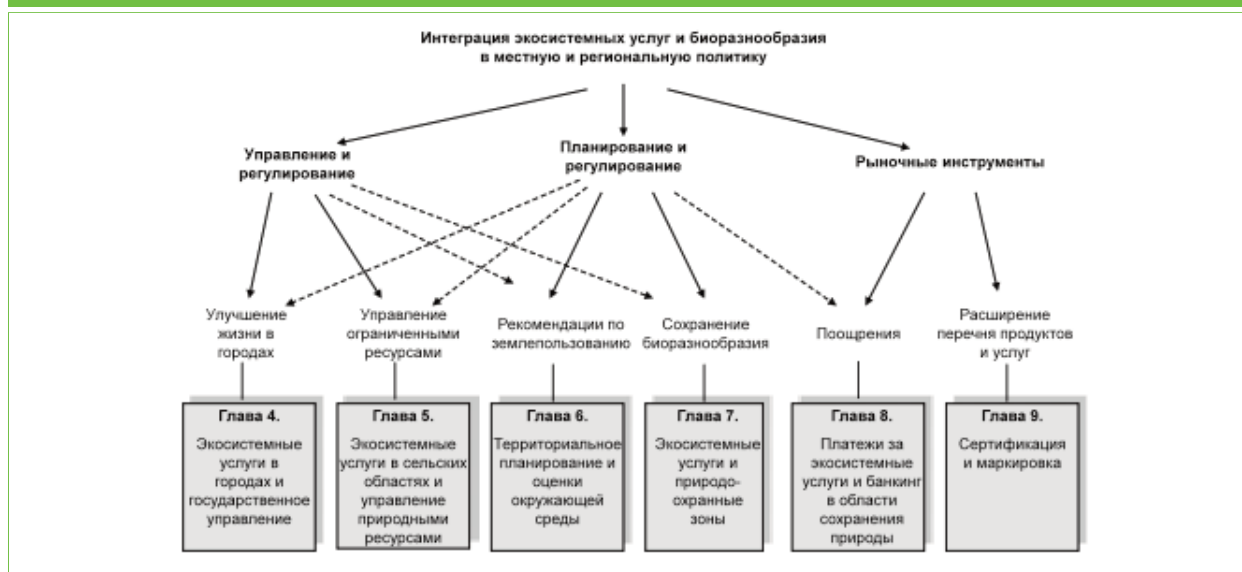 Интеграция экосистемных услуг и биоразнообразия
в местную и региональную политику
Управление и
регулирование
Планирование и
регулирование
Рыночные инструменты
Улучшение
жизни в
городах
Управление
ограниченными
ресурсами
Рекомендации по
землепользованию
Сохранение
биоразнообразия
Поощрения
Расширение
перечня продуктов
и услуг
Глава 4.
Экосистемные
услуги в
городах и
государственное
управление
Глава 5.
Экосистемные
услуги в сельских
областях и
управление
природными
ресурсами
Глава 6.
Территориальное
планирование и
оценки
окружающей
среды
Глава 7.
Экосистемные
услуги и
природо-
охранные
зоны
Глава 8.
Платежи за
экосистемные
услуги и банкинг
в области
сохранения
природы
Глава 9.
Сертификация
и маркировка